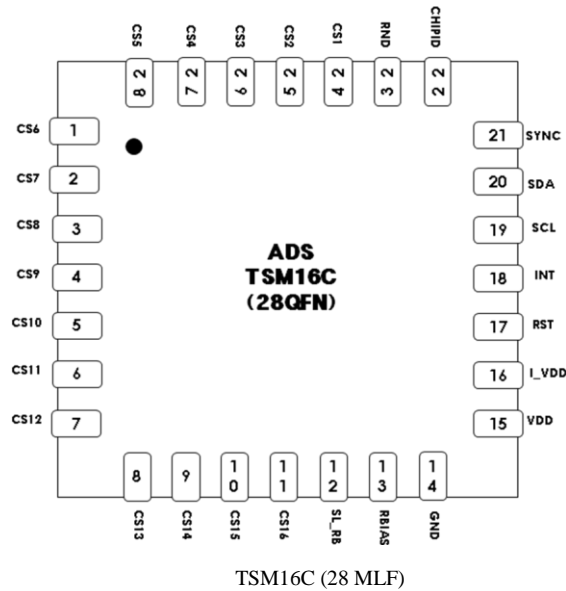 CS5 CS4 CS3 CS2 CS1 RND CHIPID
28 27 26 25 24 23 22
CS6 1
21 SYNC
CS7 2
20 SDA
CS8 3
19 SCL
CS9 4
18 INT
CS10 5
17 RST
CS11 6
16 I_VDD
CS12 7
15 VDD
ADS
TSM16C
(28QFN)
8 9 10 11 12 13 14
CS13 CS14 CS15 CS16 SL_RB RBIAS GND
TSM16C (28 MLF)